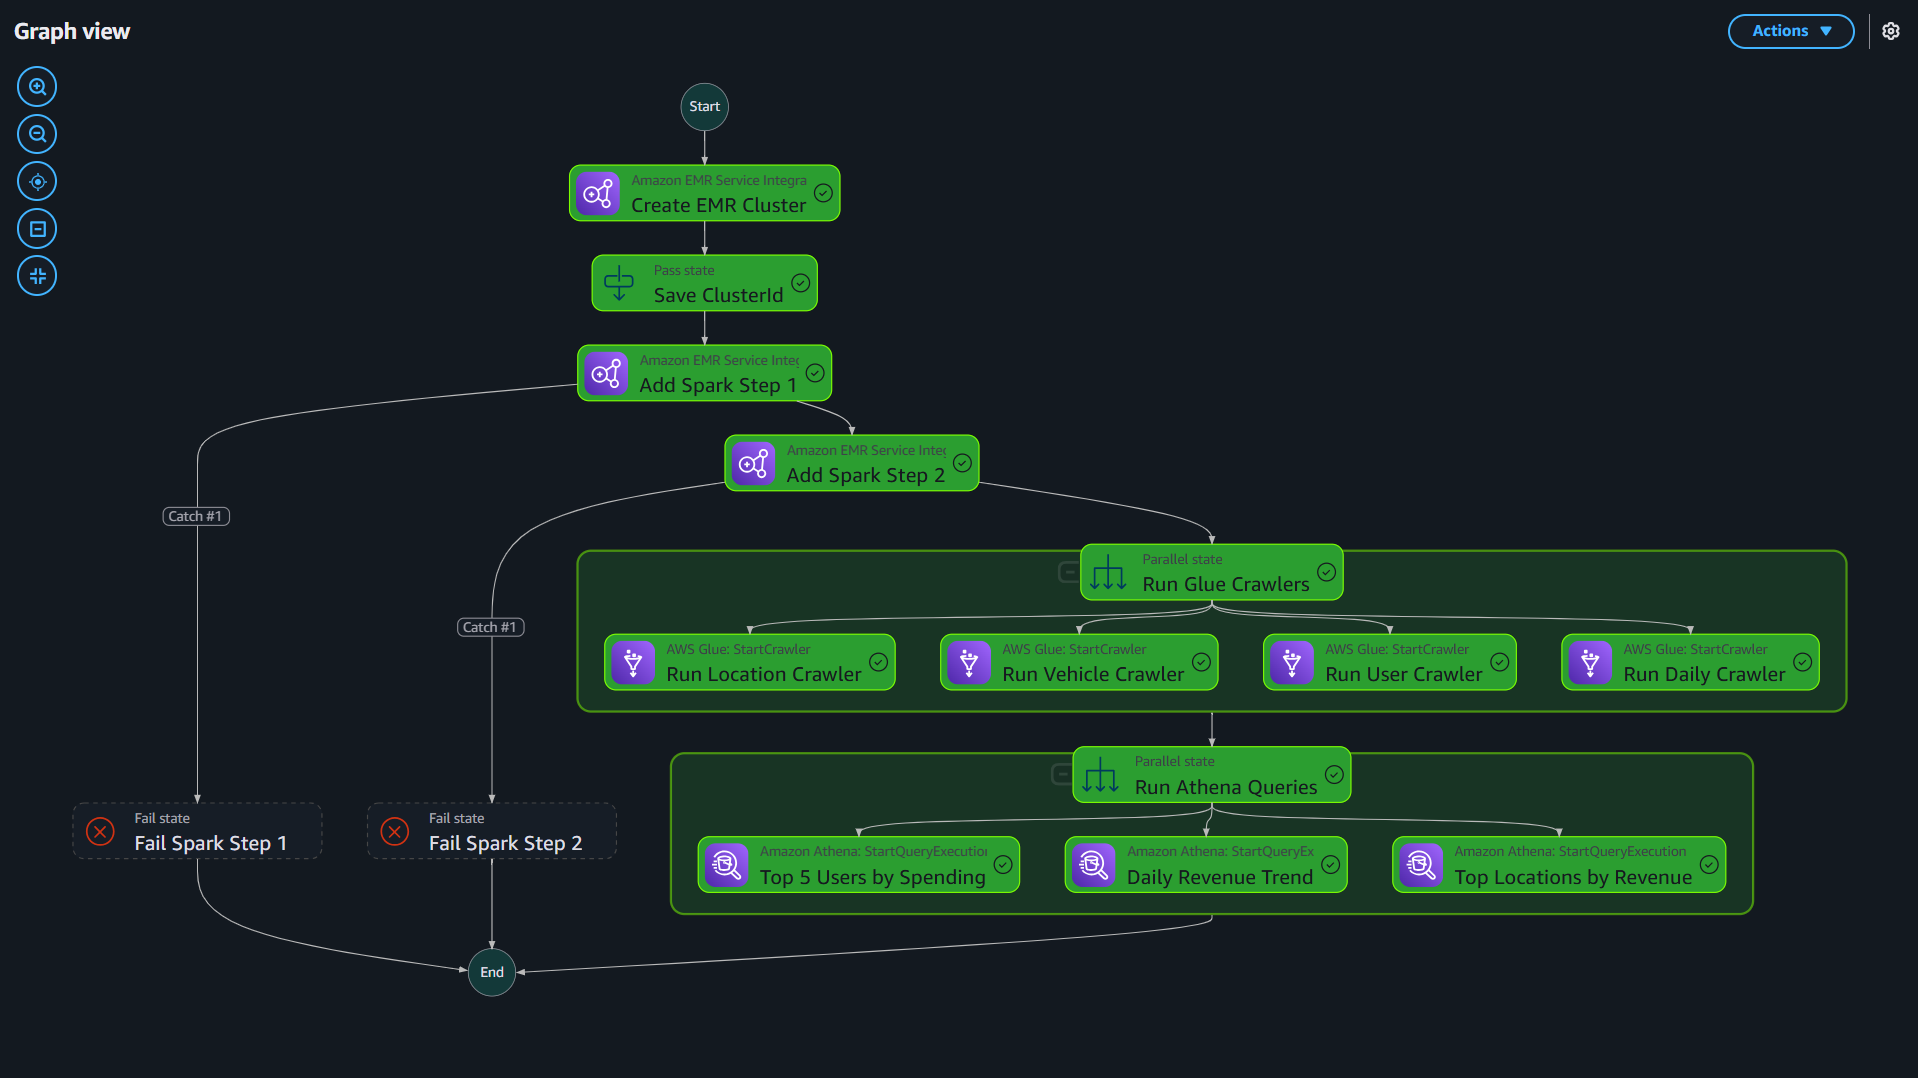 Graph view
Actions
Start
Amazon EMR Service Integra
Create EMR Cluster
Pass state
Save ClusterId
Amazon EMR Service Integ
Add Spark Step 1
Amazon EMR Service Integ
Add Spark Step 2
Catch #1
Parallel state
Run Glue Crawlers
Catch #1
AWS Glue: StartCrawler
Run Location Crawler
AWS Glue: StartCrawler
Run Vehicle Crawler
AWS Glue: StartCrawler
Run User Crawler
AWS Glue: StartCrawler
Run Daily Crawler
Parallel state
Run Athena Queries
Fail state
Fail Spark Step 1
Fail state
Fail Spark Step 2
Amazon Athena: StartQueryExecution
Top 5 Users by Spending
Amazon Athena: StartQueryEx
Daily Revenue Trend
Amazon Athena: StartQueryExecution
Top Locations by Revenue
End